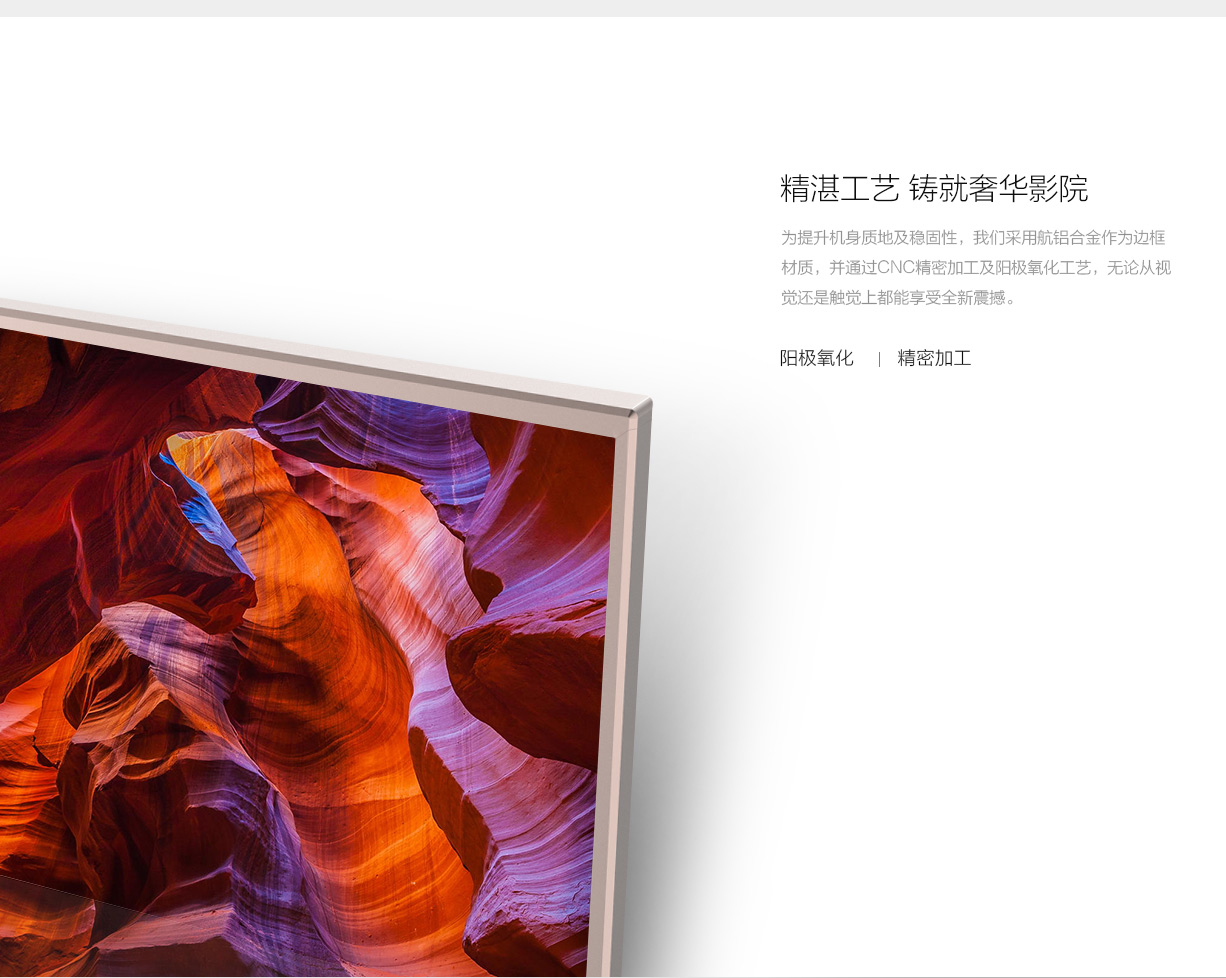 精湛工艺 铸就奢华影院
为提升机身质地及稳固性，我们采用航铝合金作为边框
材质，并通过CNC精密加工及阳极氧化工艺，无论从视
觉还是触觉上都能享受全新震撼。
阳极氧化 | 精密加工